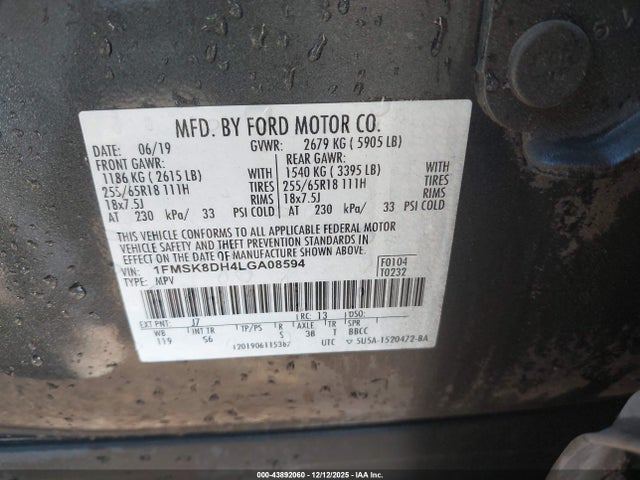 MFD. BY FORD MOTOR CO.
DATE: 06/19 GVWR: 2679 KG ( 5905 LB)
FRONT GAWR: REAR GAWR:
1186 KG ( 2615 LB) WITH 1540 KG ( 3395 LB) WITH
255/65R18 111H TIRES 255/65R18 111H TIRES
18x7.5J RIMS 18x7.5J RIMS
AT 230 kPa/ 33 PSI COLD AT 230 kPa/ 33 PSI COLD
THIS VEHICLE CONFORMS TO ALL APPLICABLE FEDERAL MOTOR
VEHICLE SAFETY AND THEFT PREVENTION STANDARDS IN
EFFECT ON THE DATE OF MANUFACTURE SHOWN ABOVE.
VIN: 1FMSK8DH4LGA08594 F0104
TYPE: MPV T0232
EXT PNT: J7 RC: 13 DSO:
WB INT TR TP/PS R AXLE TR SPR
119 S6 S 3B T BBCC
UTC 5U5A-1520472-BA
000-43892060 - 12/12/2025 - IAA Inc.